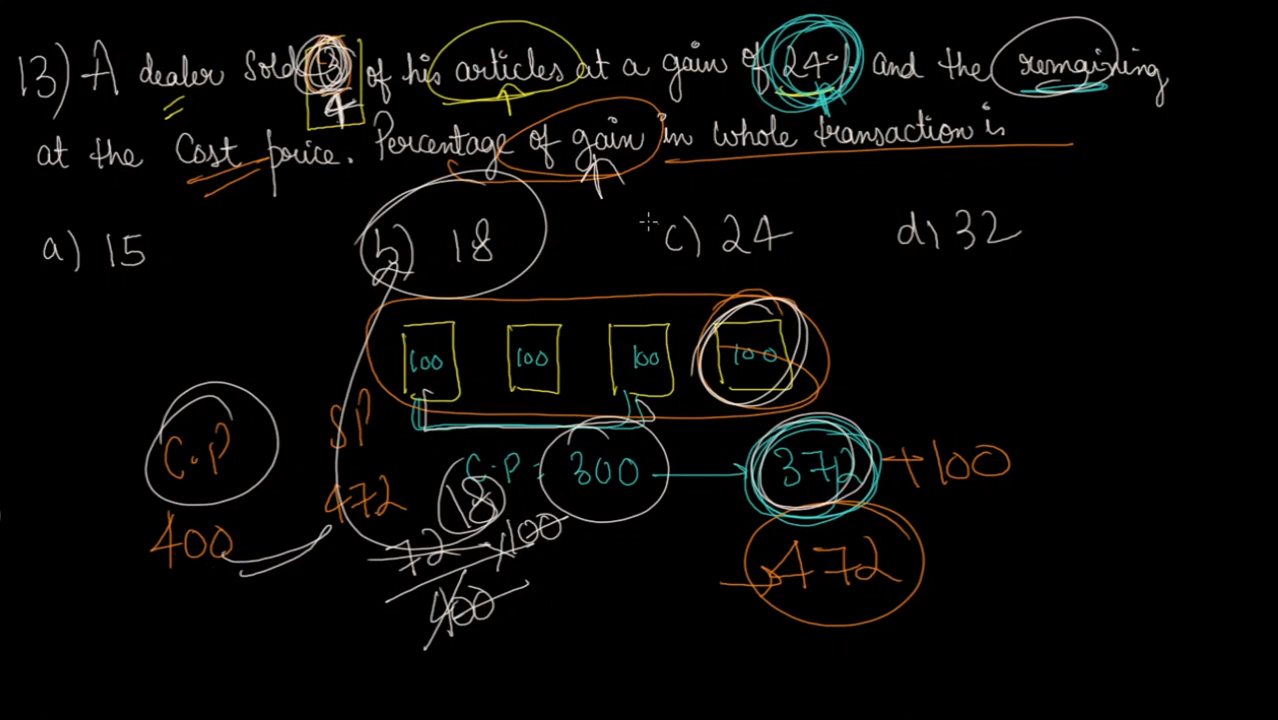 13) A dealer sold 3/4 of his articles at a gain of 24% and the remaining
at the cost price. Percentage of gain in whole transaction is
a) 15 b) 18 c) 24 d) 32
100 100 100 100
C.P SP C.P = 300 372 + 100
400 472 18
72 × 100 472
400